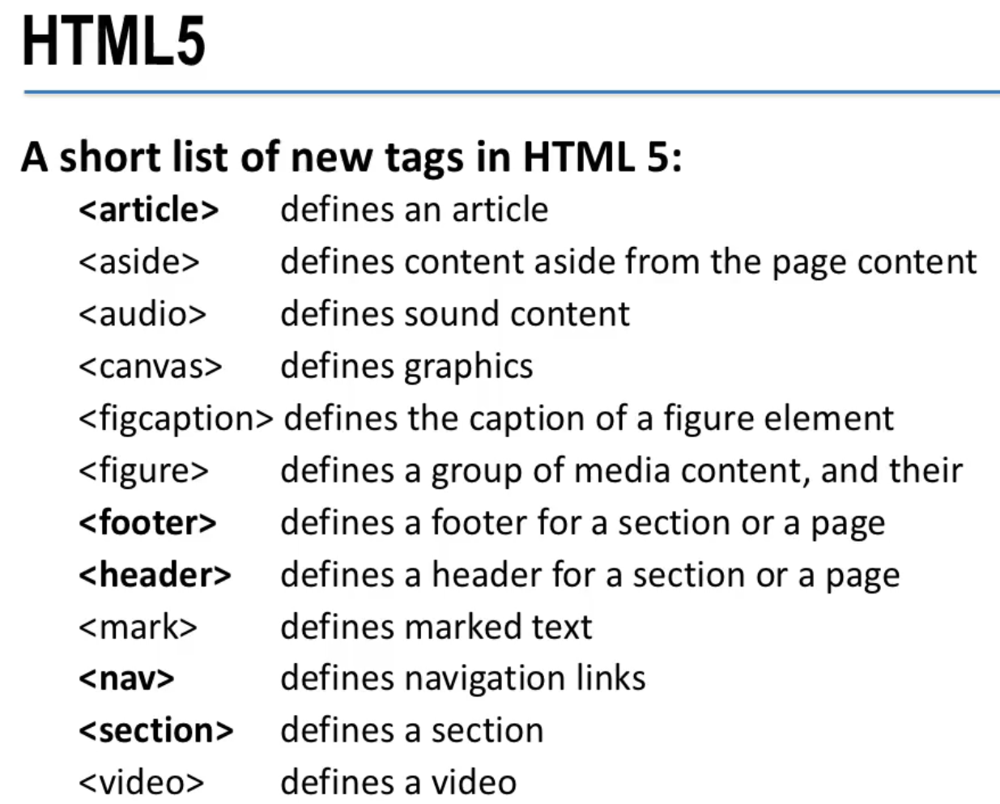 HTML5
A short list of new tags in HTML 5:
<article> defines an article
<aside> defines content aside from the page content
<audio> defines sound content
<canvas> defines graphics
<figcaption> defines the caption of a figure element
<figure> defines a group of media content, and their
<footer> defines a footer for a section or a page
<header> defines a header for a section or a page
<mark> defines marked text
<nav> defines navigation links
<section> defines a section
<video> defines a video